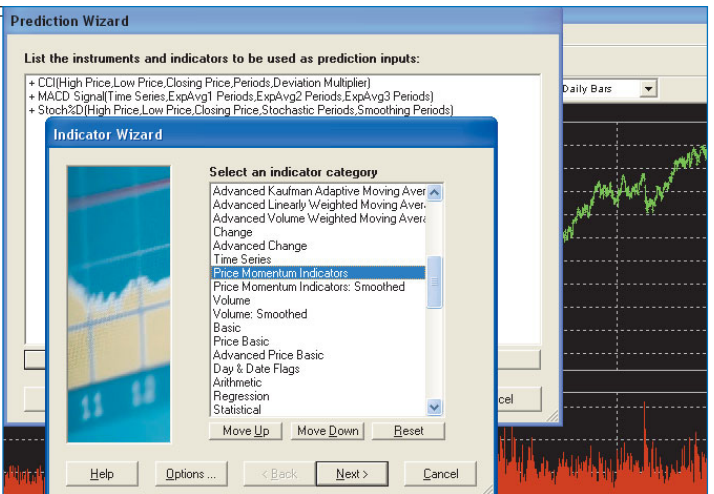 Prediction Wizard
List the instruments and indicators to be used as prediction inputs:
+ CCI(High Price,Low Price,Closing Price,Periods,Deviation Multiplier)
+ MACD Signal(Time Series,ExpAvg1 Periods,ExpAvg2 Periods,ExpAvg3 Periods)
+ Stoch%D(High Price,Low Price,Closing Price,Stochastic Periods,Smoothing Periods)
Daily Bars
Indicator Wizard
Select an indicator category
Advanced Kaufman Adaptive Moving Aver
Advanced Linearly Weighted Moving Aver
Advanced Volume Weighted Moving Avera
Change
Advanced Change
Time Series
Price Momentum Indicators
Price Momentum Indicators: Smoothed
Volume
Volume: Smoothed
Basic
Price Basic
Advanced Price Basic
Day & Date Flags
Arithmetic
Regression
Statistical
11 12
cel
Move Up Move Down Reset
Help Options ... < Back Next > Cancel